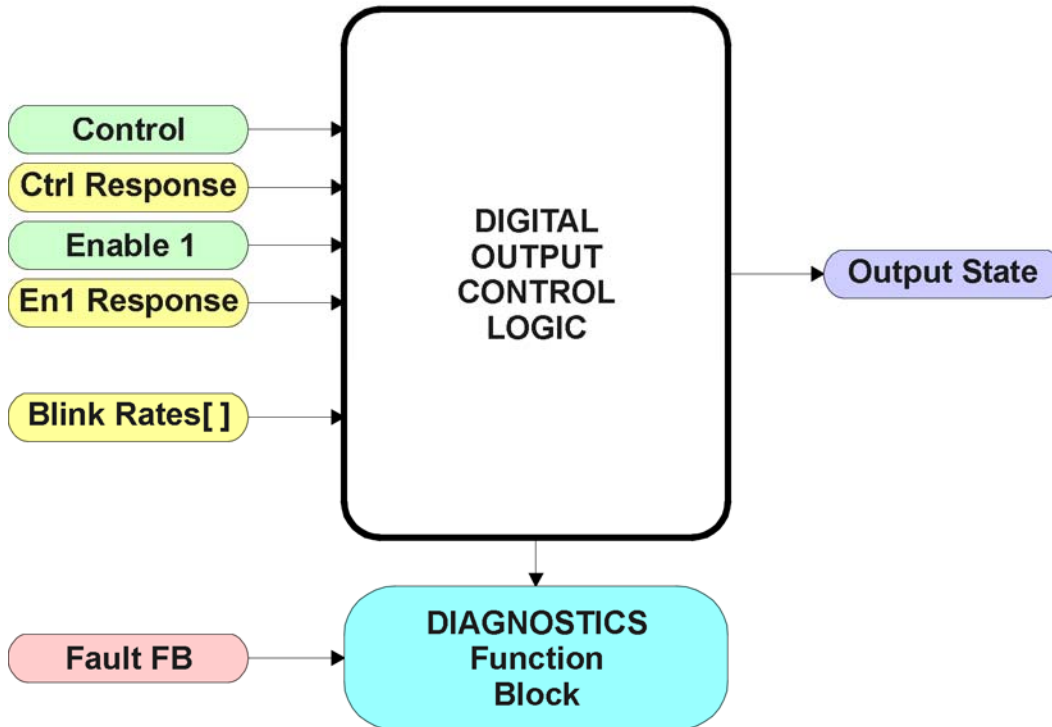 Control
Ctrl Response
Enable 1
En1 Response
Blink Rates[ ]
DIGITAL
OUTPUT
CONTROL
LOGIC
Output State
Fault FB
DIAGNOSTICS
Function
Block